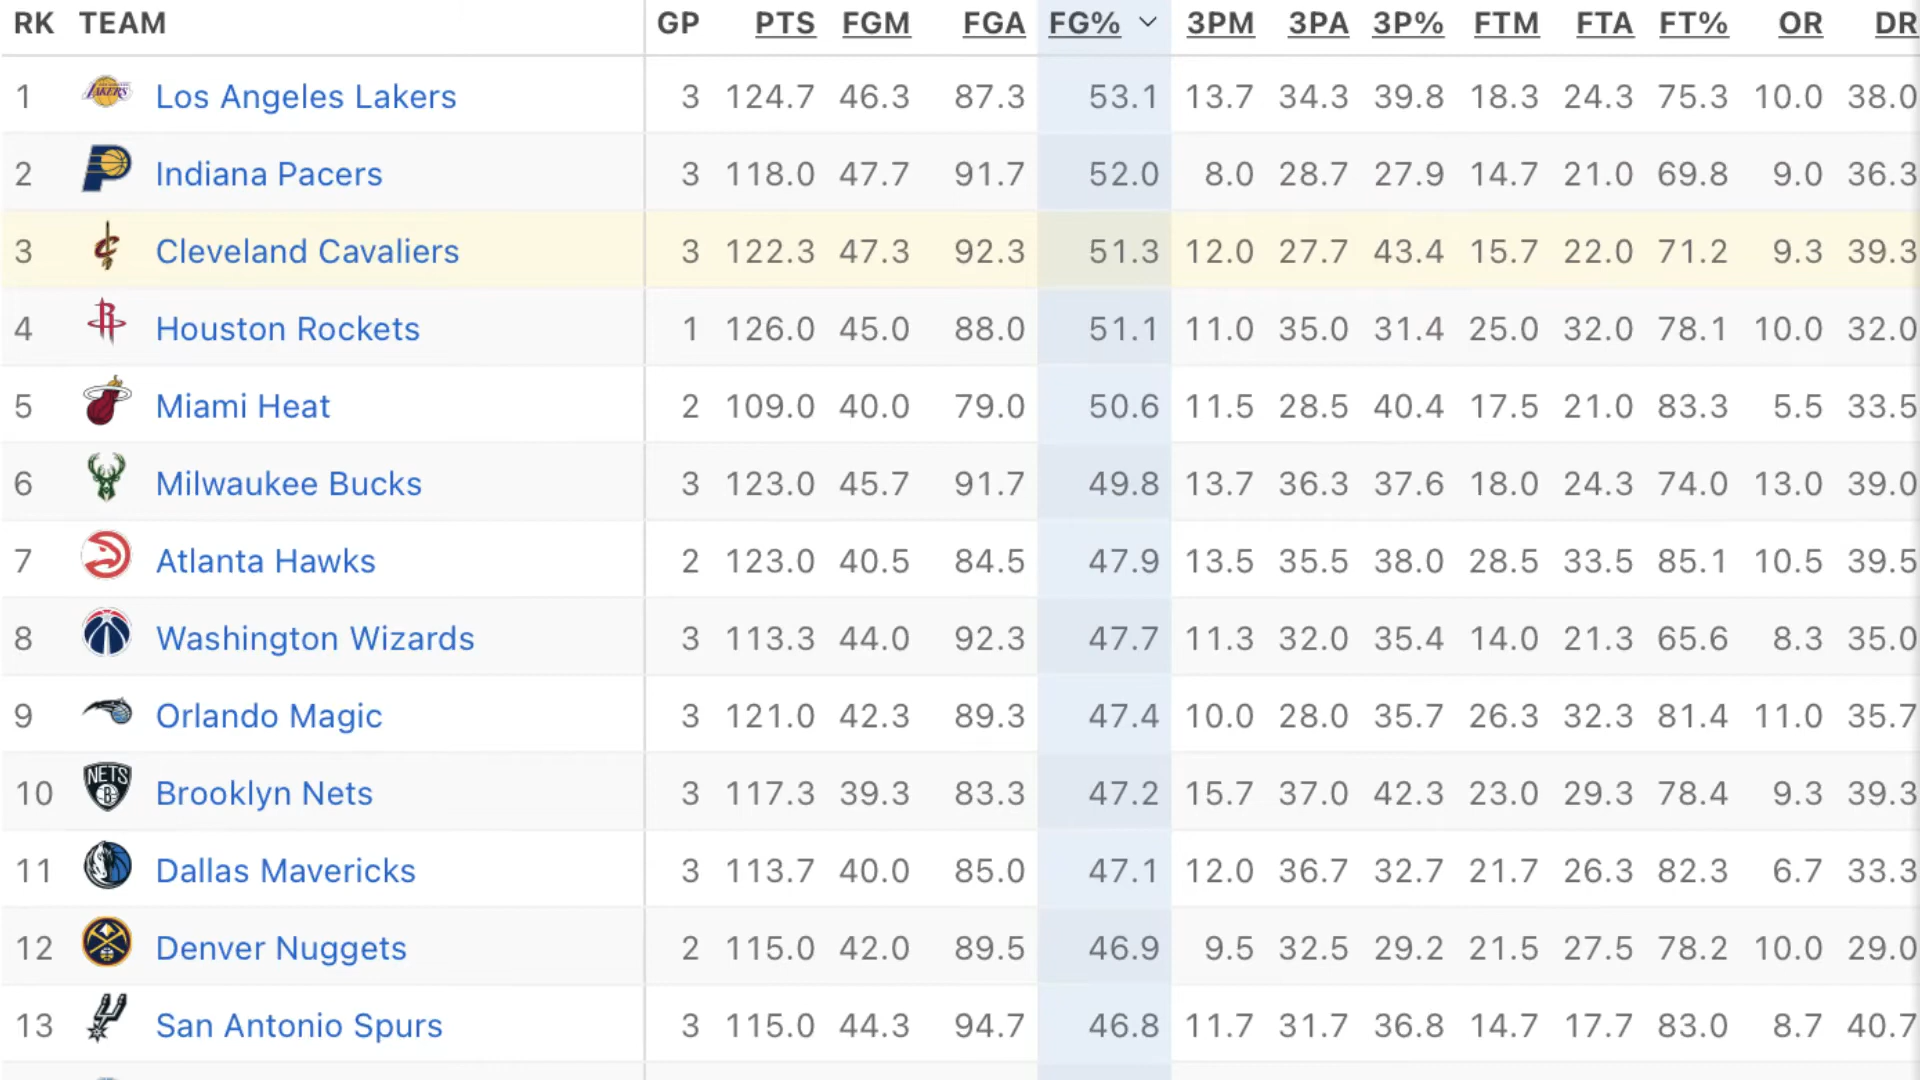 RK TEAM GP PTS FGM FGA FG% 3PM 3PA 3P% FTM FTA FT% OR DR
1 LAKERS Los Angeles Lakers 3 124.7 46.3 87.3 53.1 13.7 34.3 39.8 18.3 24.3 75.3 10.0 38.0
2 Indiana Pacers 3 118.0 47.7 91.7 52.0 8.0 28.7 27.9 14.7 21.0 69.8 9.0 36.3
3 Cleveland Cavaliers 3 122.3 47.3 92.3 51.3 12.0 27.7 43.4 15.7 22.0 71.2 9.3 39.3
4 Houston Rockets 1 126.0 45.0 88.0 51.1 11.0 35.0 31.4 25.0 32.0 78.1 10.0 32.0
5 Miami Heat 2 109.0 40.0 79.0 50.6 11.5 28.5 40.4 17.5 21.0 83.3 5.5 33.5
6 Milwaukee Bucks 3 123.0 45.7 91.7 49.8 13.7 36.3 37.6 18.0 24.3 74.0 13.0 39.0
7 Atlanta Hawks 2 123.0 40.5 84.5 47.9 13.5 35.5 38.0 28.5 33.5 85.1 10.5 39.5
8 Washington Wizards 3 113.3 44.0 92.3 47.7 11.3 32.0 35.4 14.0 21.3 65.6 8.3 35.0
9 Orlando Magic 3 121.0 42.3 89.3 47.4 10.0 28.0 35.7 26.3 32.3 81.4 11.0 35.7
10 NETS B Brooklyn Nets 3 117.3 39.3 83.3 47.2 15.7 37.0 42.3 23.0 29.3 78.4 9.3 39.3
11 Dallas Mavericks 3 113.7 40.0 85.0 47.1 12.0 36.7 32.7 21.7 26.3 82.3 6.7 33.3
12 Denver Nuggets 2 115.0 42.0 89.5 46.9 9.5 32.5 29.2 21.5 27.5 78.2 10.0 29.0
13 San Antonio Spurs 3 115.0 44.3 94.7 46.8 11.7 31.7 36.8 14.7 17.7 83.0 8.7 40.7